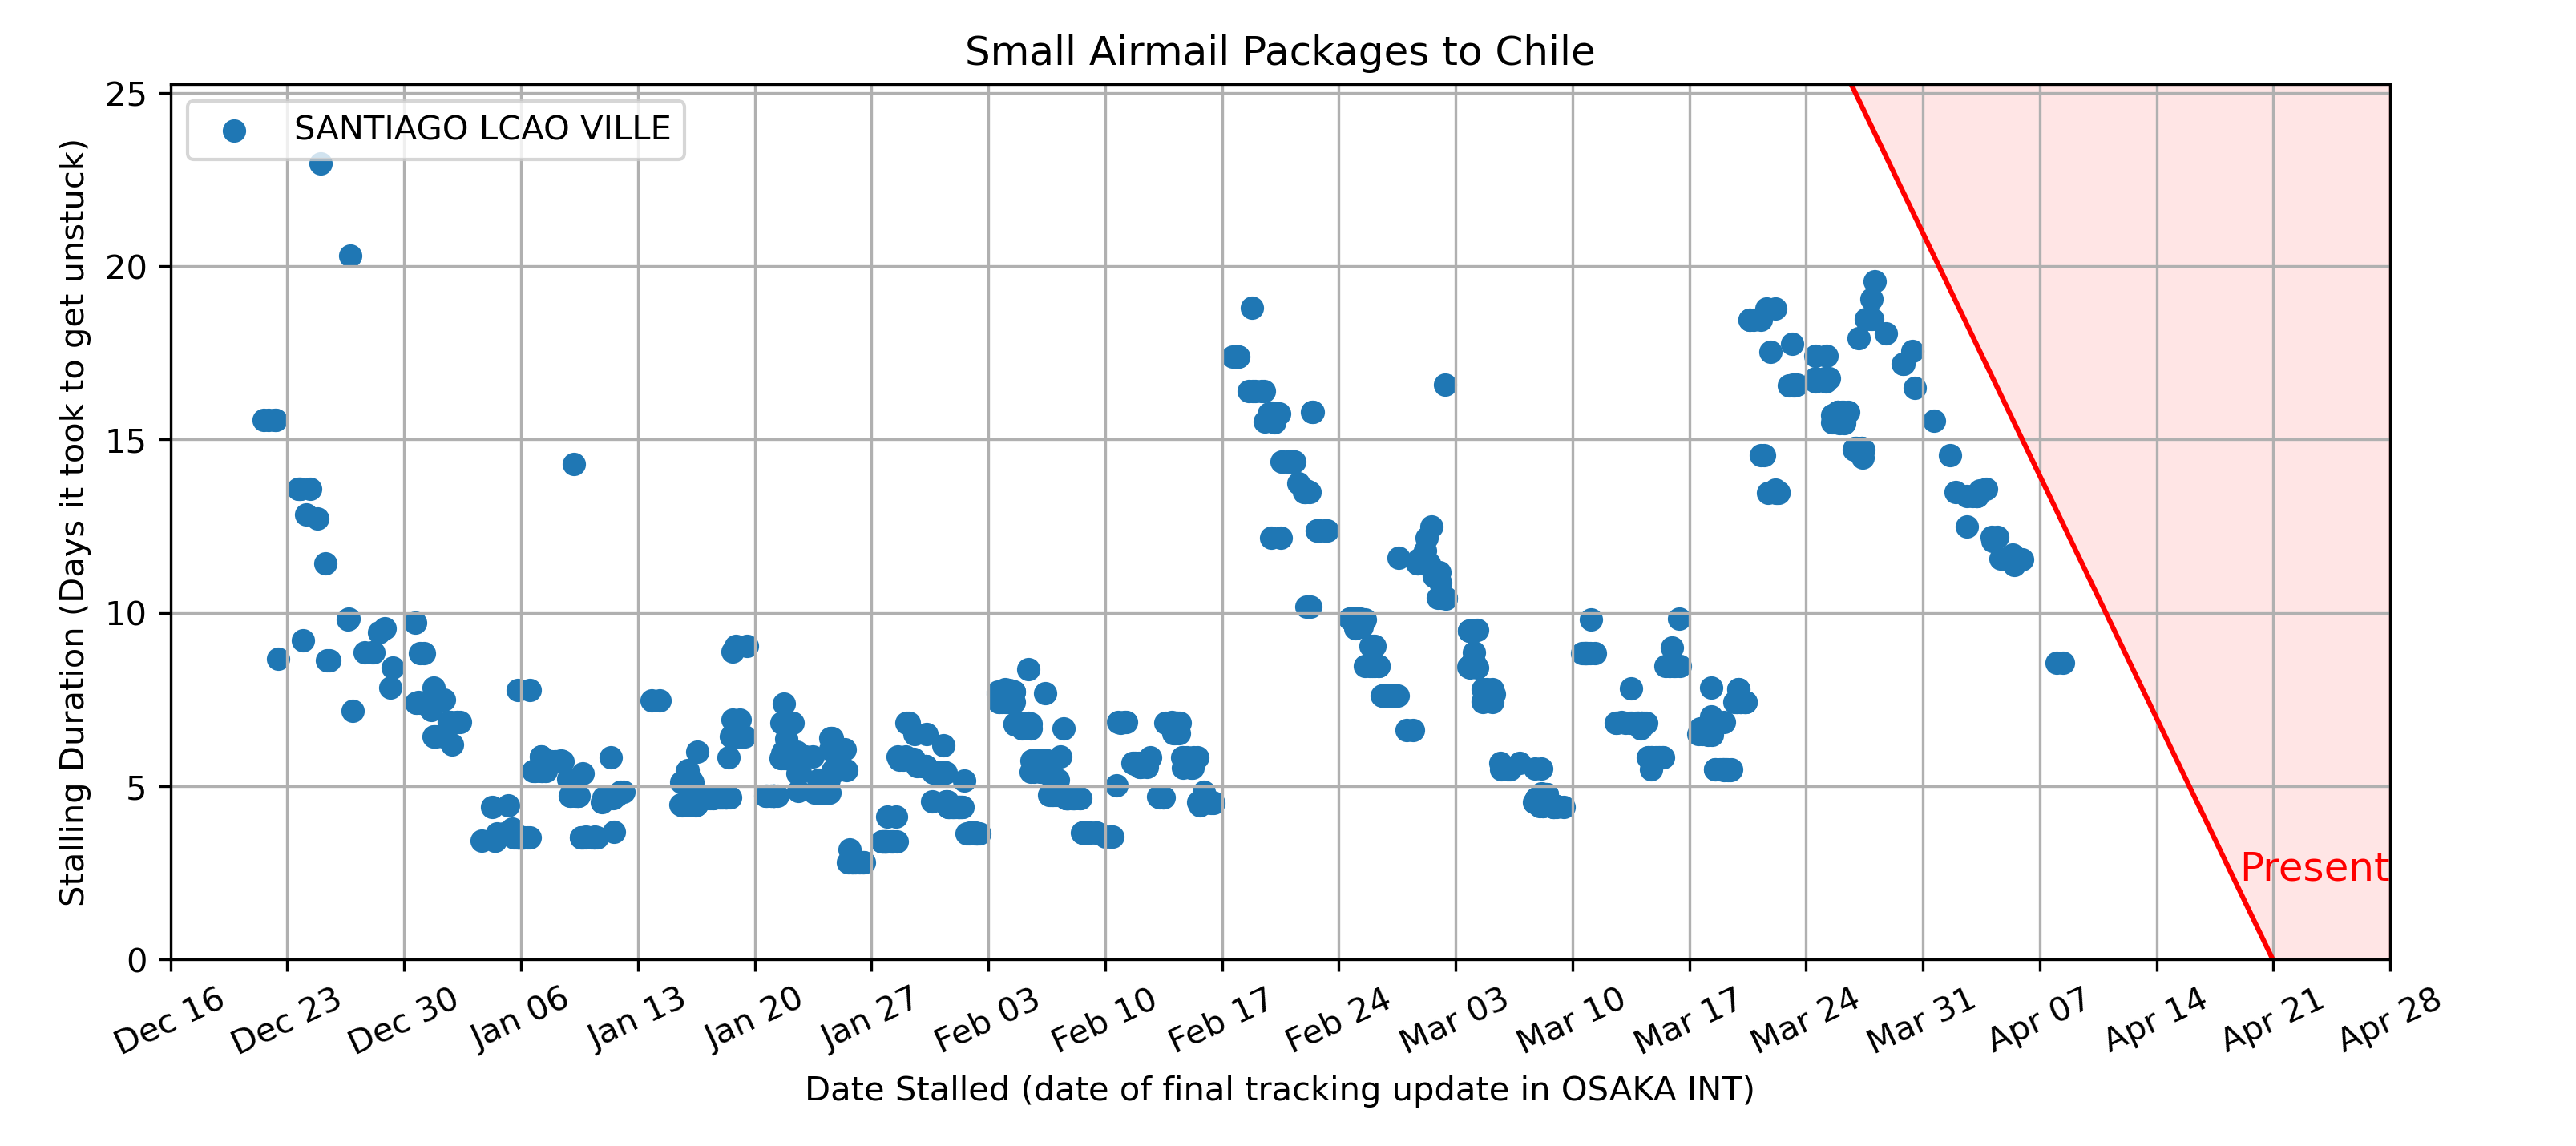 Small Airmail Packages to Chile
SANTIAGO LCAO VILLE
Stalling Duration (Days it took to get unstuck)
25
20
15
10
5
0
Present
Dec 16
Dec 23
Dec 30
Jan 06
Jan 13
Jan 20
Jan 27
Feb 03
Feb 10
Feb 17
Feb 24
Mar 03
Mar 10
Mar 17
Mar 24
Mar 31
Apr 07
Apr 14
Apr 21
Apr 28
Date Stalled (date of final tracking update in OSAKA INT)